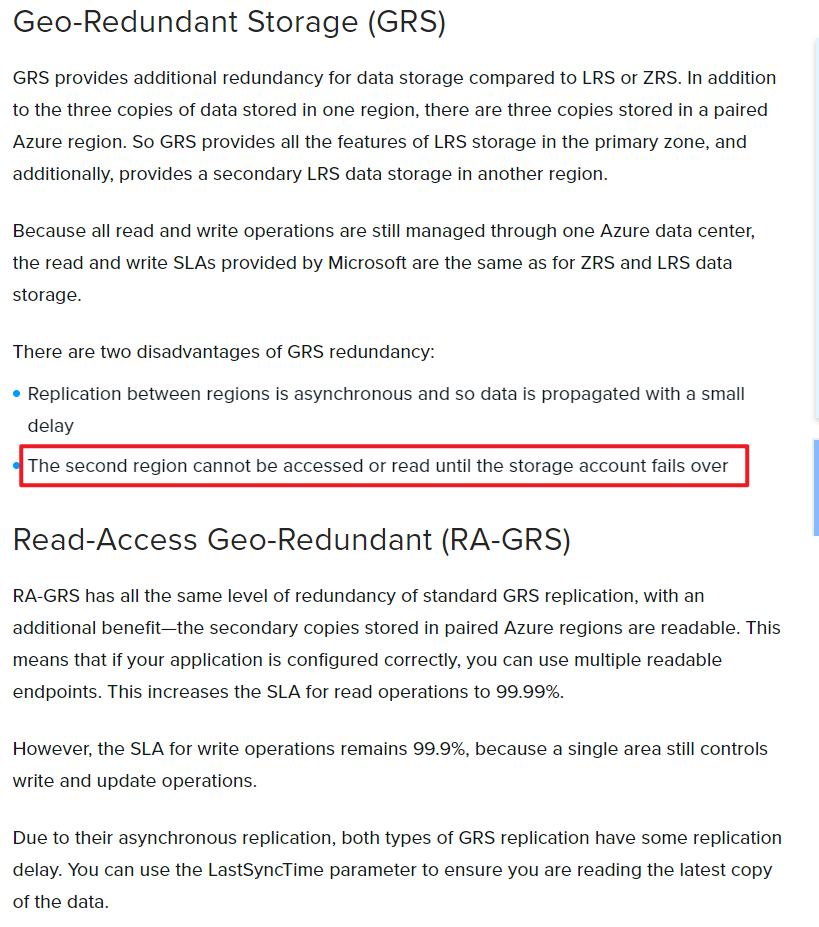 Geo-Redundant Storage (GRS)
GRS provides additional redundancy for data storage compared to LRS or ZRS. In addition
to the three copies of data stored in one region, there are three copies stored in a paired
Azure region. So GRS provides all the features of LRS storage in the primary zone, and
additionally, provides a secondary LRS data storage in another region.
Because all read and write operations are still managed through one Azure data center,
the read and write SLAs provided by Microsoft are the same as for ZRS and LRS data
storage.
There are two disadvantages of GRS redundancy:
• Replication between regions is asynchronous and so data is propagated with a small
delay
• The second region cannot be accessed or read until the storage account fails over
Read-Access Geo-Redundant (RA-GRS)
RA-GRS has all the same level of redundancy of standard GRS replication, with an
additional benefit—the secondary copies stored in paired Azure regions are readable. This
means that if your application is configured correctly, you can use multiple readable
endpoints. This increases the SLA for read operations to 99.99%.
However, the SLA for write operations remains 99.9%, because a single area still controls
write and update operations.
Due to their asynchronous replication, both types of GRS replication have some replication
delay. You can use the LastSyncTime parameter to ensure you are reading the latest copy
of the data.